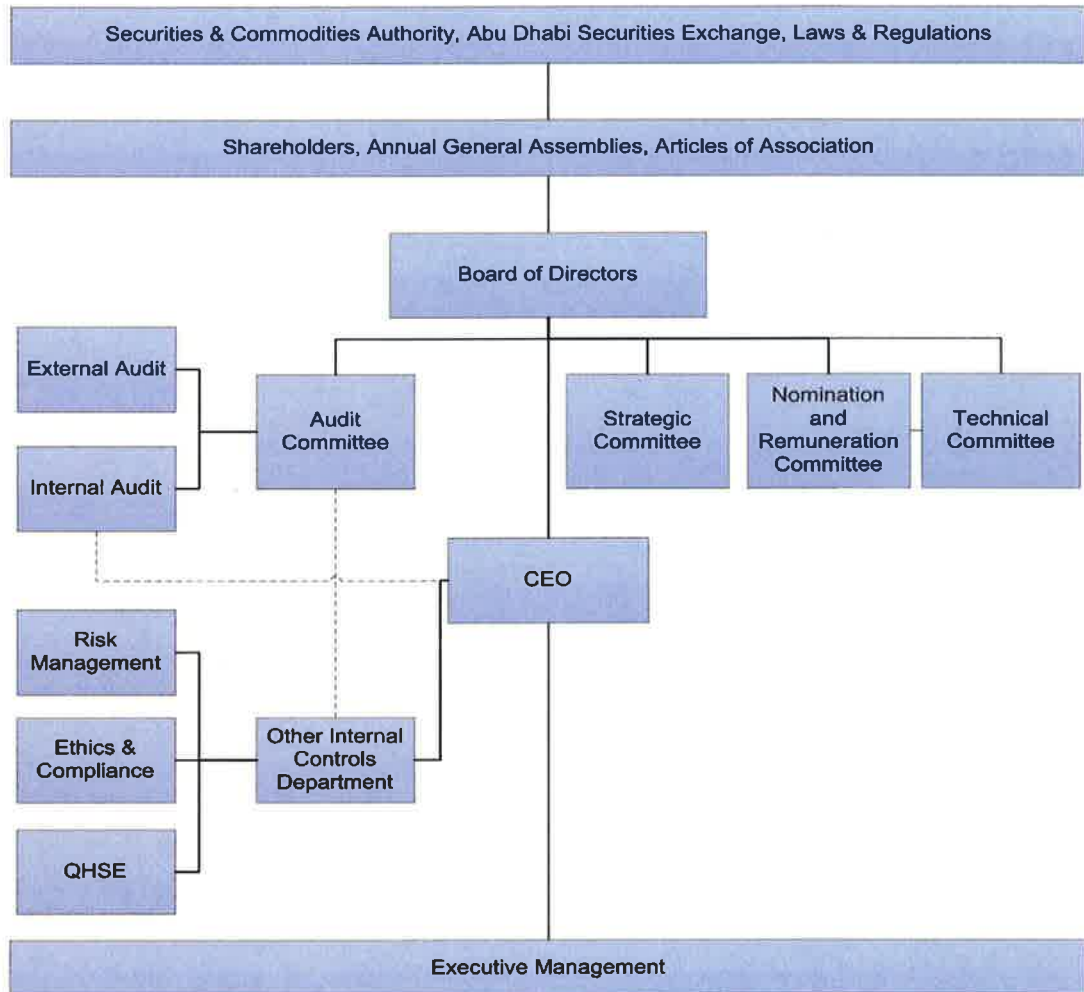 Securities & Commodities Authority, Abu Dhabi Securities Exchange, Laws & Regulations
Shareholders, Annual General Assemblies, Articles of Association
Board of Directors
External Audit
Internal Audit
Audit
Committee
Strategic
Committee
Nomination
and
Remuneration
Committee
Technical
Committee
CEO
Risk
Management
Ethics &
Compliance
QHSE
Other Internal
Controls
Department
Executive Management